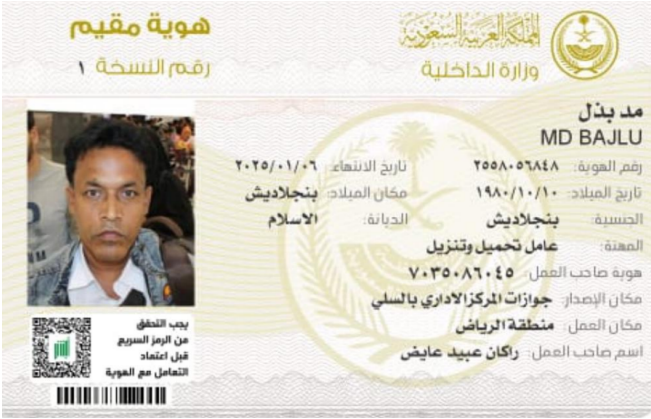 هوية مقيم
رقم النسخة ١
المملكة العربية السعودية
وزارة الداخلية
مد بذل
MD BAJLU
رقم الهوية: ٢٥٥٨٠٥٦٨٤٨ تاريخ الانتهاء: ٢٠٢٥/٠١/٠٦
تاريخ الميلاد: ١٩٨٠/١٠/١٠ مكان الميلاد: بنجلاديش
الجنسية: بنجلاديش الديانة: الاسلام
المهنة: عامل تحميل وتنزيل
هوية صاحب العمل: ٧٠٣٥٠٨٦٠٤٥
مكان الإصدار: جوازات المركز الاداري بالسلي
مكان العمل: منطقة الرياض
اسم صاحب العمل: راكان عبيد عايض
يجب التحقق
من الرمز السريع
قبل اعتماد
التعامل مع الهوية